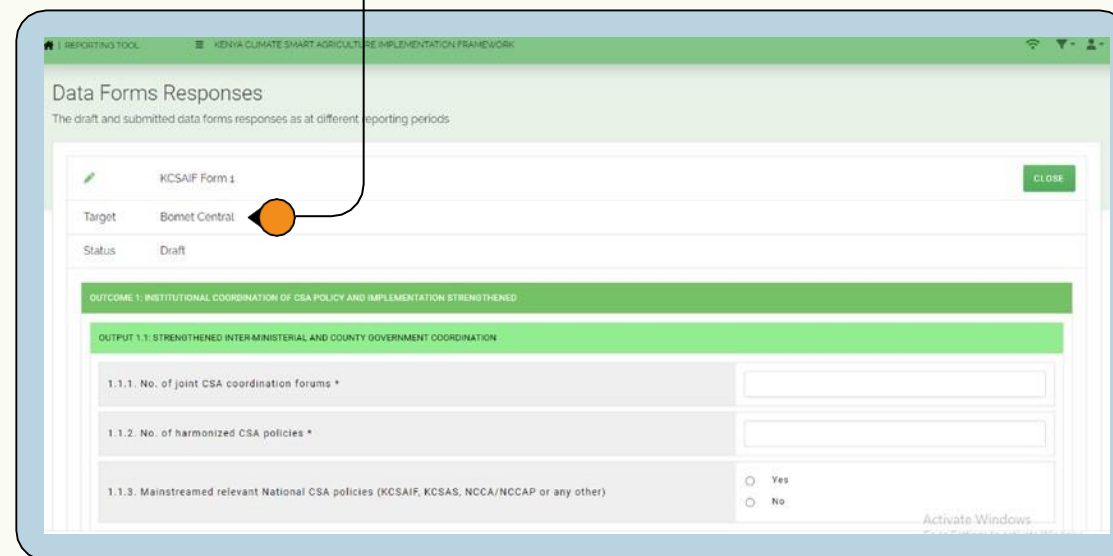 | REPORTING TOOL ≡ KENYA CLIMATE SMART AGRICULTURE IMPLEMENTATION FRAMEWORK
Data Forms Responses
The draft and submitted data forms responses as at different reporting periods
KCSAIF Form 1 CLOSE
Target Bomet Central
Status Draft
OUTCOME 1: INSTITUTIONAL COORDINATION OF CSA POLICY AND IMPLEMENTATION STRENGTHENED
OUTPUT 1.1: STRENGTHENED INTER-MINISTERIAL AND COUNTY GOVERNMENT COORDINATION
1.1.1. No. of joint CSA coordination forums *
1.1.2. No. of harmonized CSA policies *
1.1.3. Mainstreamed relevant National CSA policies (KCSAIF, KCSAS, NCCA/NCCAP or any other) Yes
No
Activate Windows